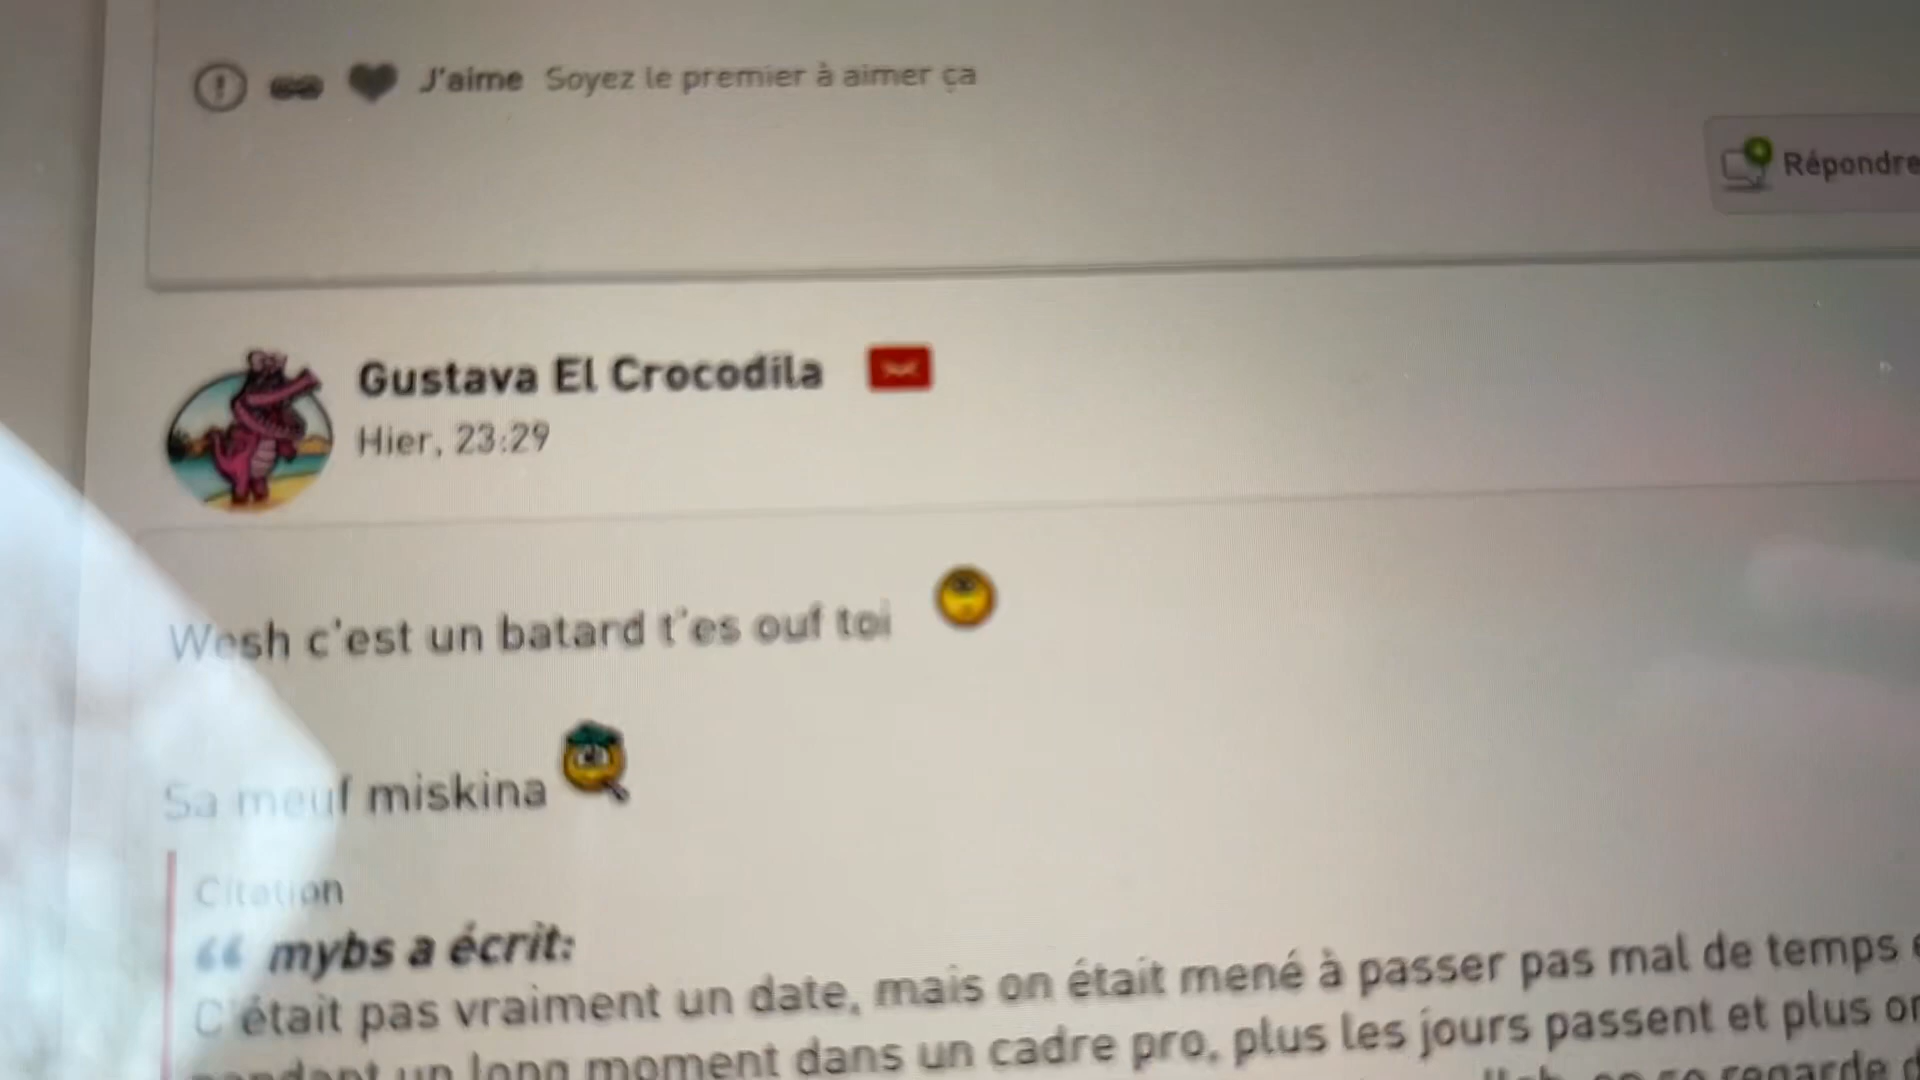 J'aime Soyez le premier à aimer ça
Répondre
Gustava El Crocodila
Hier, 23:29
Wesh c'est un batard t'es ouf toi
Sa meuf miskina
Citation
“ mybs a écrit:
C'était pas vraiment un date, mais on était mené à passer pas mal de temps
pendant un long moment dans un cadre pro, plus les jours passent et plus
se regarde